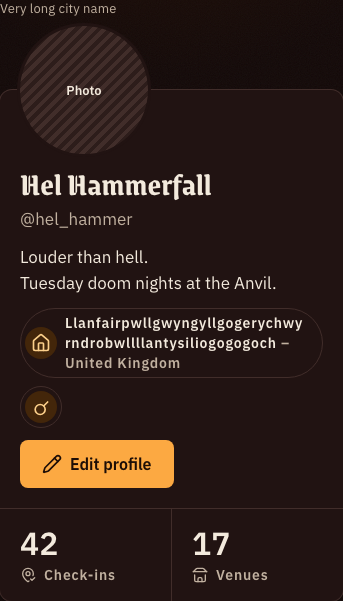 Very long city name
Photo
Hel Hammerfall
@hel_hammer
Louder than hell.
Tuesday doom nights at the Anvil.
Llanfairpwllgwyngyllgogerychwy
rndrobwllllantysiliogogogoch –
United Kingdom
Edit profile
42 17
Check-ins Venues